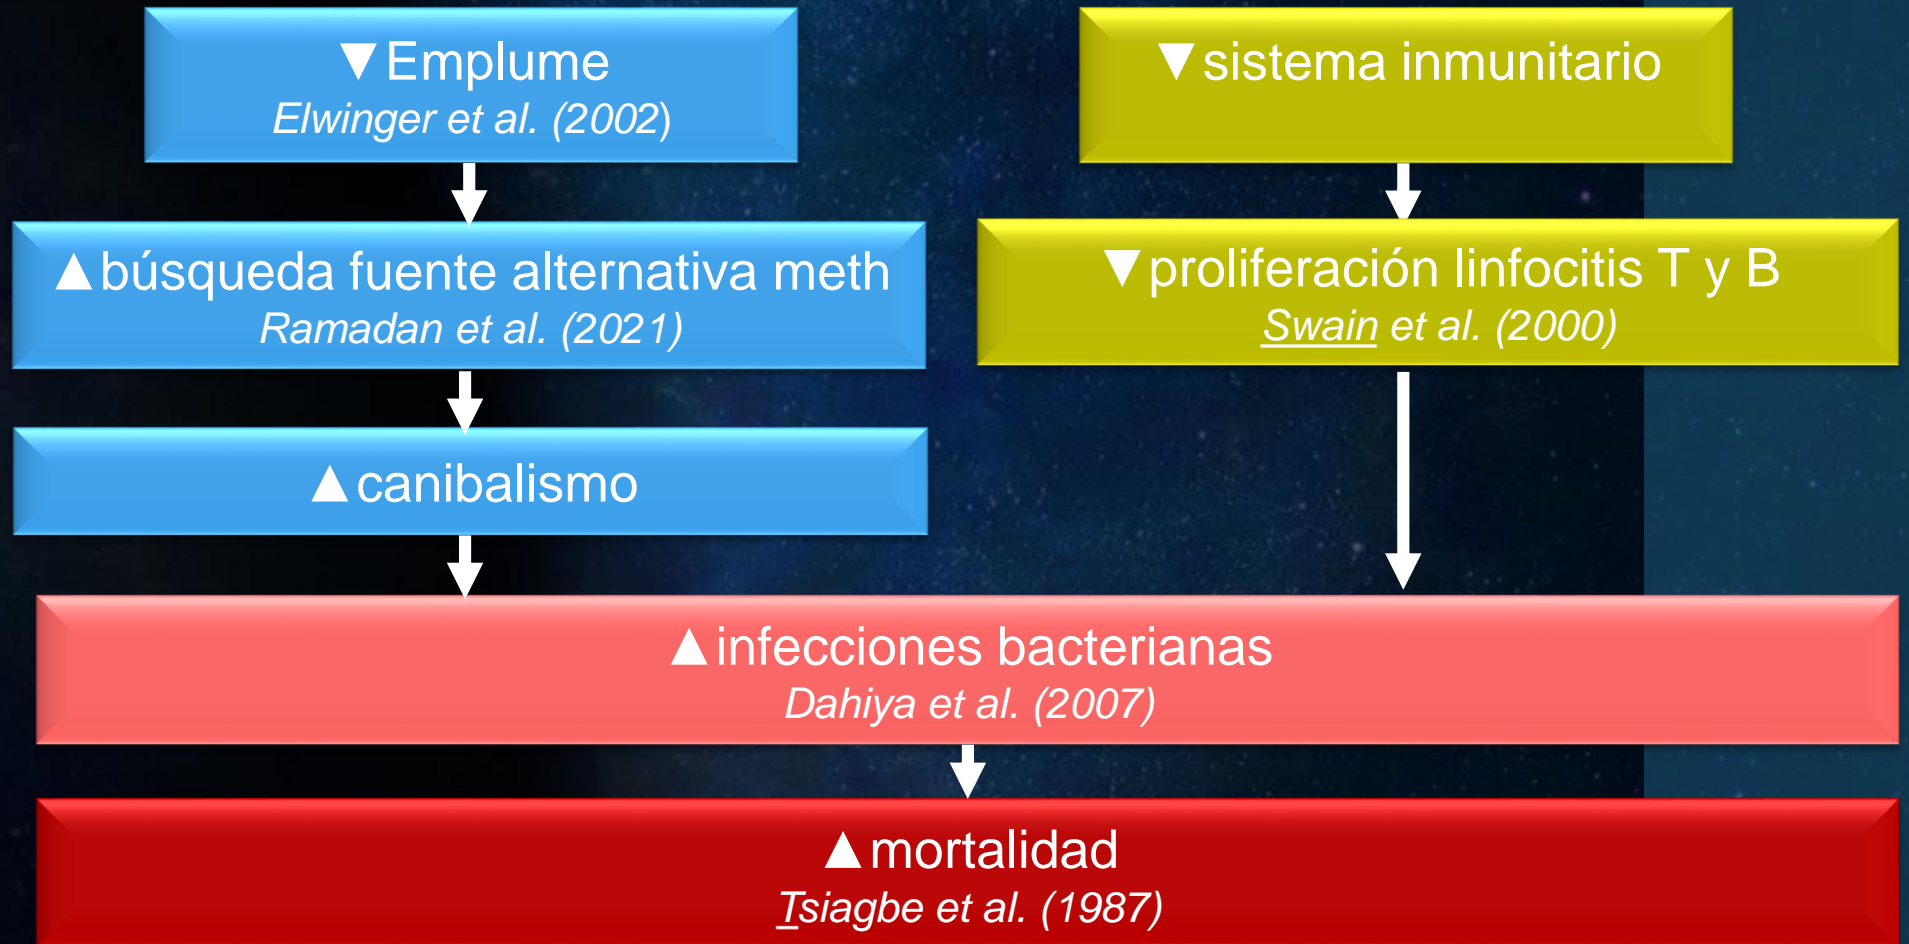 ▼Emplume
Elwinger et al. (2002)
▼sistema inmunitario
▲búsqueda fuente alternativa meth
Ramadan et al. (2021)
▼proliferación linfocitis T y B
Swain et al. (2000)
▲canibalismo
▲infecciones bacterianas
Dahiya et al. (2007)
▲mortalidad
Tsiagbe et al. (1987)